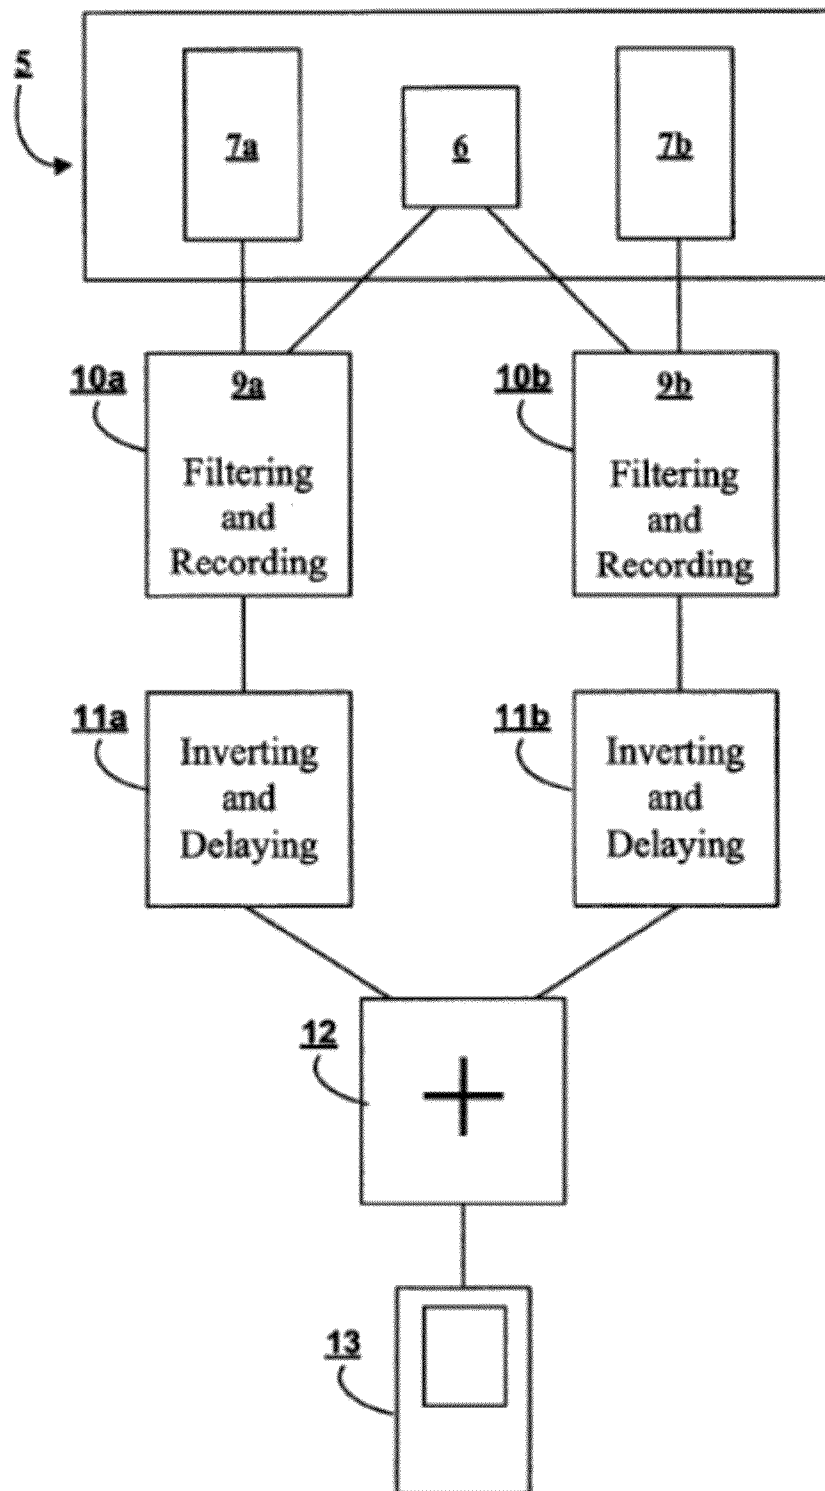 5
7a
6
7b
10a
9a
Filtering
and
Recording
10b
9b
Filtering
and
Recording
11a
Inverting
and
Delaying
11b
Inverting
and
Delaying
12
+
13